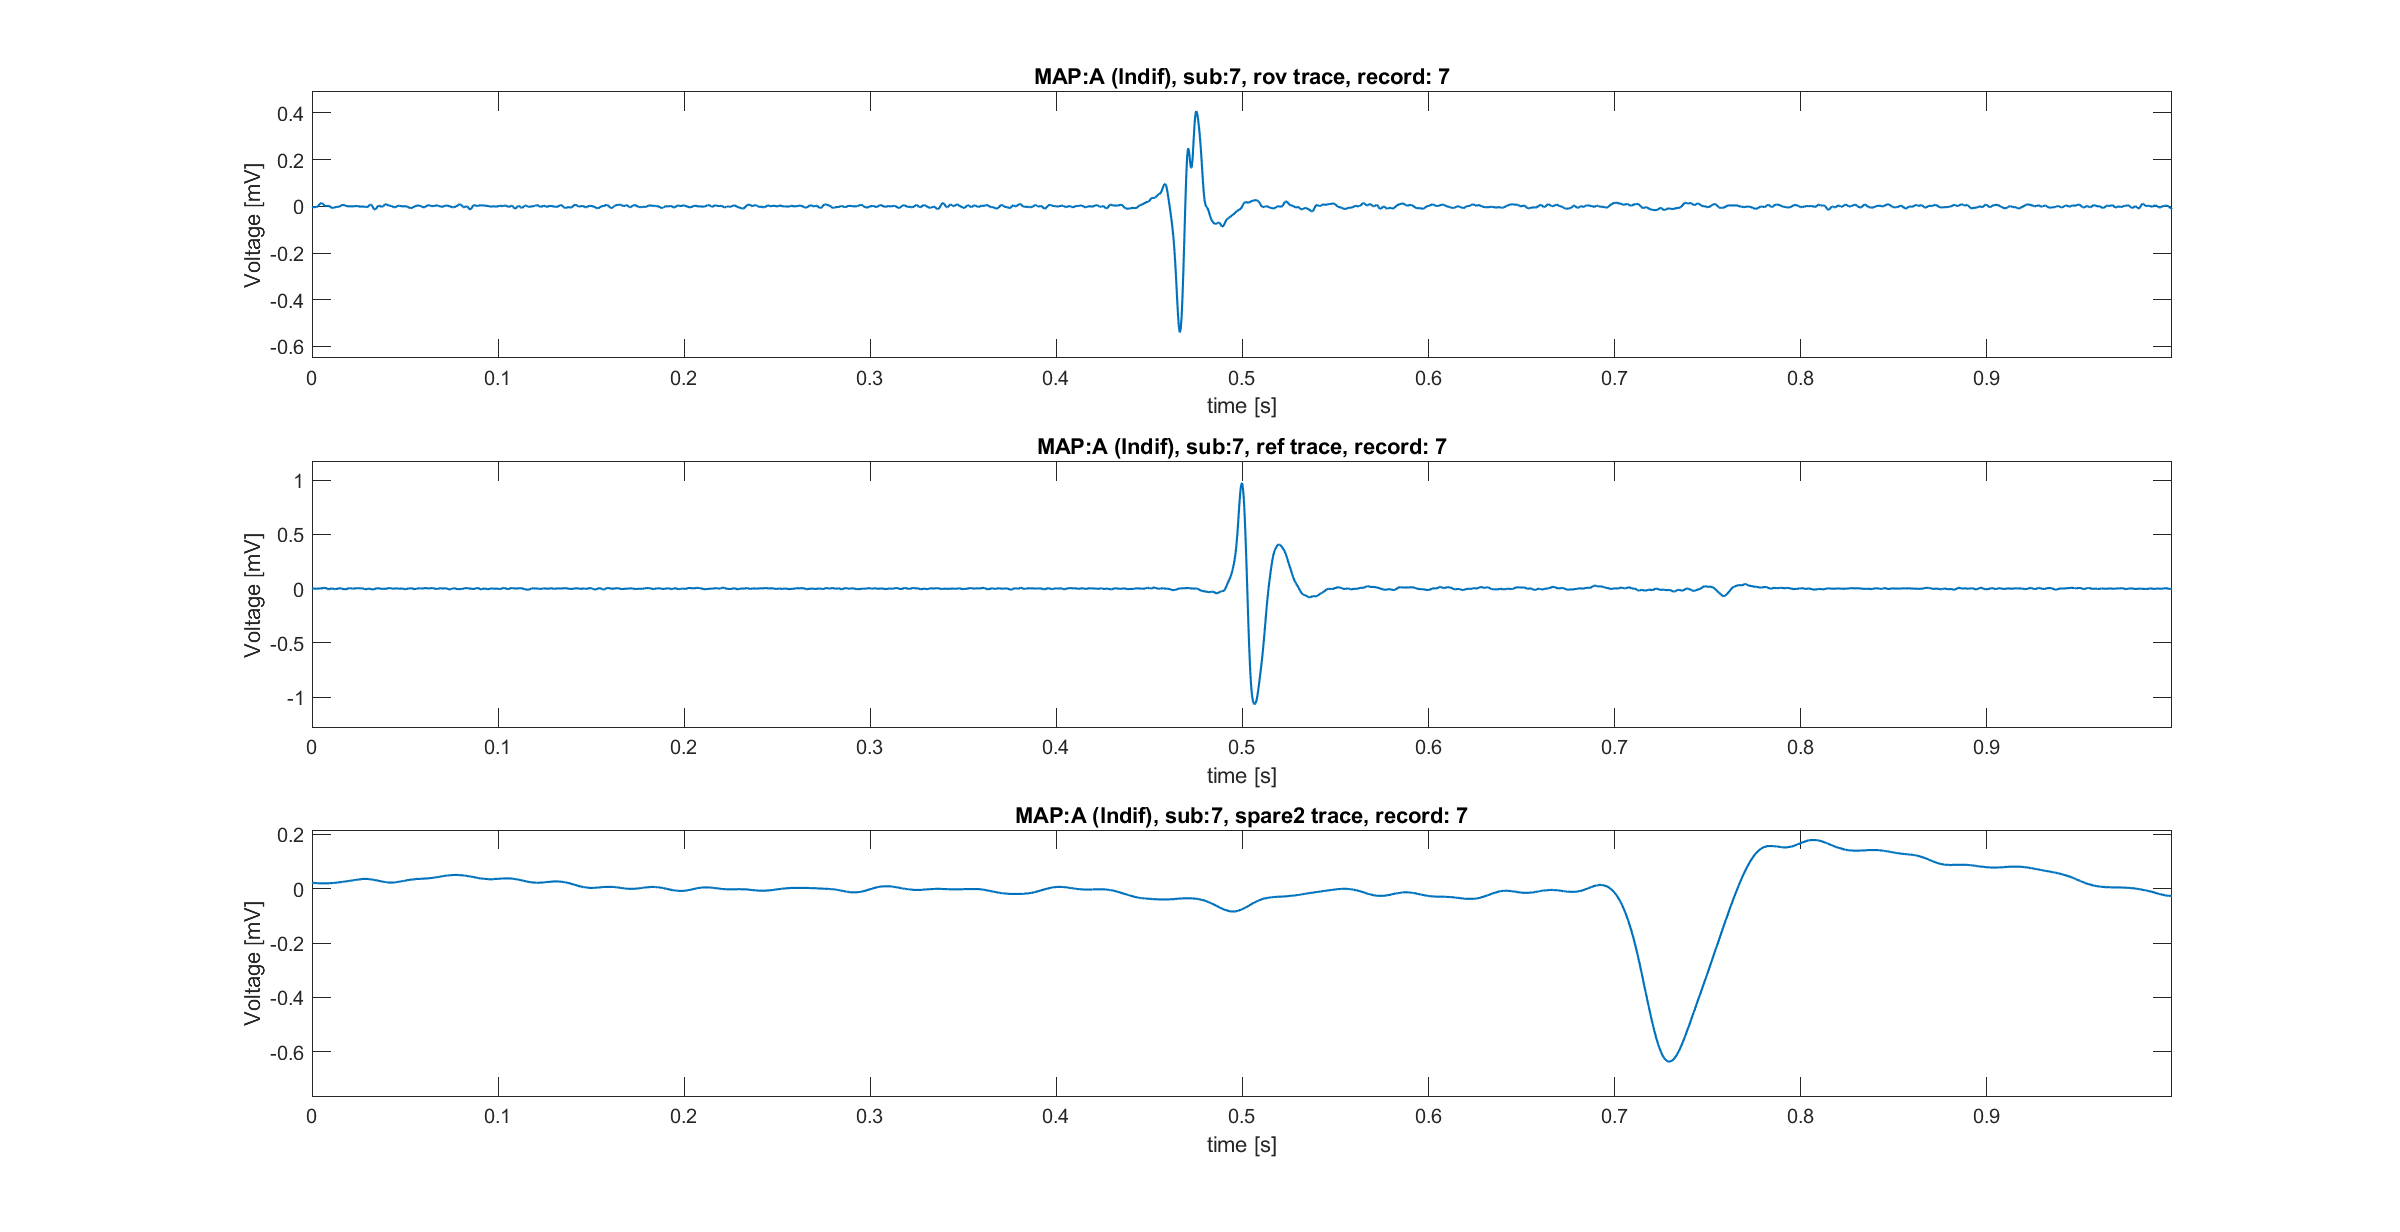 MAP:A (Indif), sub:7, rov trace, record: 7
Voltage [mV]
0.4
0.2
0
-0.2
-0.4
-0.6
0 0.1 0.2 0.3 0.4 0.5 0.6 0.7 0.8 0.9
time [s]
MAP:A (Indif), sub:7, ref trace, record: 7
Voltage [mV]
1
0.5
0
-0.5
-1
0 0.1 0.2 0.3 0.4 0.5 0.6 0.7 0.8 0.9
time [s]
MAP:A (Indif), sub:7, spare2 trace, record: 7
Voltage [mV]
0.2
0
-0.2
-0.4
-0.6
0 0.1 0.2 0.3 0.4 0.5 0.6 0.7 0.8 0.9
time [s]